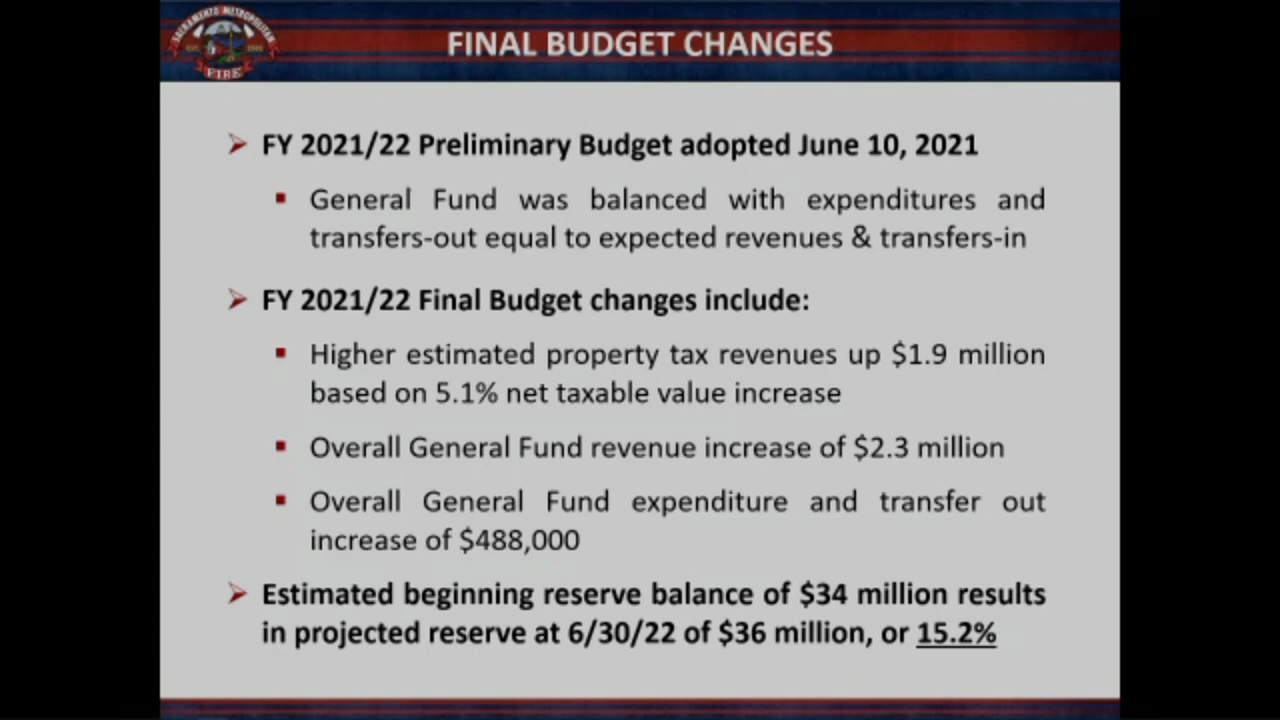 SACRAMENTO METROPOLITAN
FIRE
FINAL BUDGET CHANGES
FY 2021/22 Preliminary Budget adopted June 10, 2021
General Fund was balanced with expenditures and
transfers-out equal to expected revenues & transfers-in
FY 2021/22 Final Budget changes include:
Higher estimated property tax revenues up $1.9 million
based on 5.1% net taxable value increase
Overall General Fund revenue increase of $2.3 million
Overall General Fund expenditure and transfer out
increase of $488,000
Estimated beginning reserve balance of $34 million results
in projected reserve at 6/30/22 of $36 million, or 15.2%